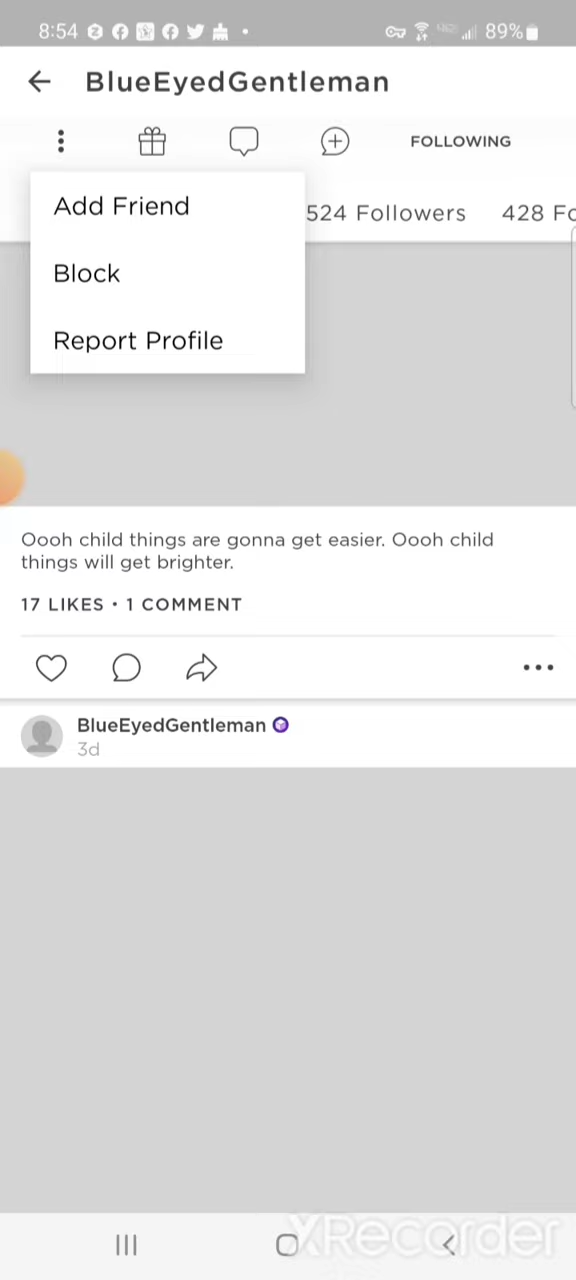 8:54
89%
BlueEyedGentleman
FOLLOWING
Add Friend
524 Followers
428 Fo
Block
Report Profile
Oooh child things are gonna get easier. Oooh child
things will get brighter.
17 LIKES • 1 COMMENT
BlueEyedGentleman
3d
XRecorder